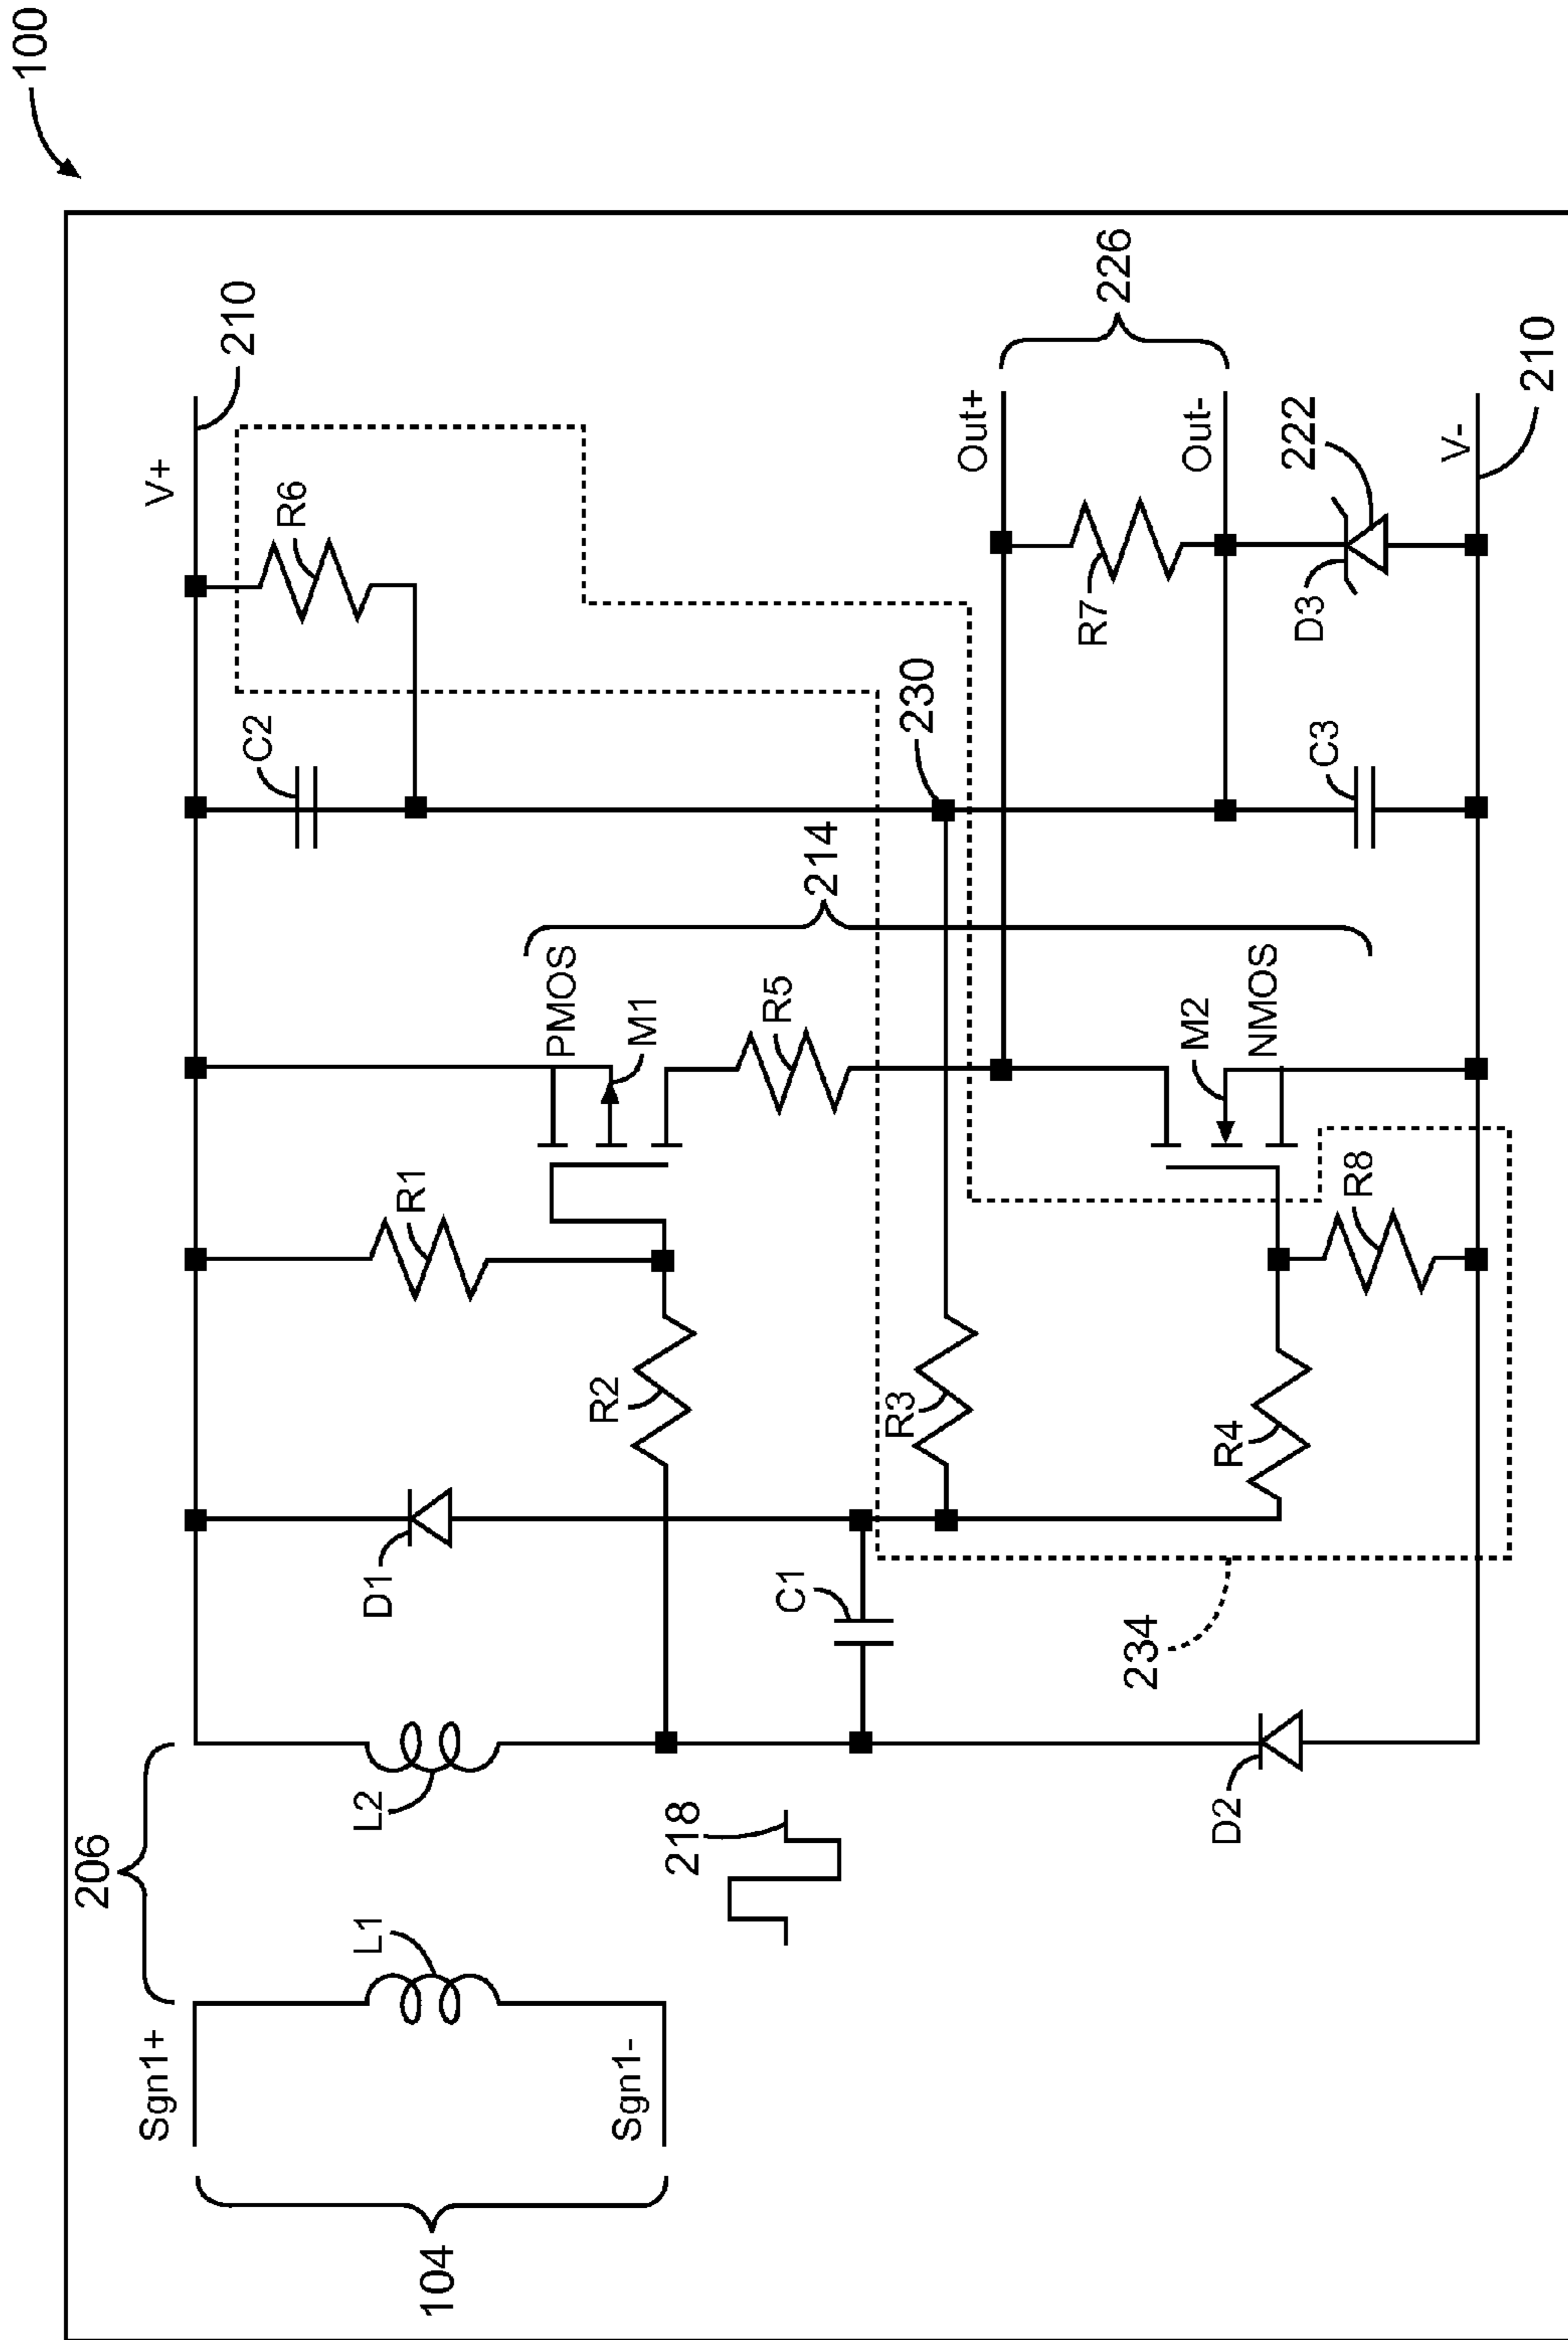 100
206
Sgn1+
Sgn1-
104
L1
L2
218
V+
210
D1
R1
R2
PMOS
M1
R5
214
C2
R6
230
C1
R3
R4
R8
M2
NMOS
234
D2
C3
Out+
Out-
226
R7
222
D3
V-
210